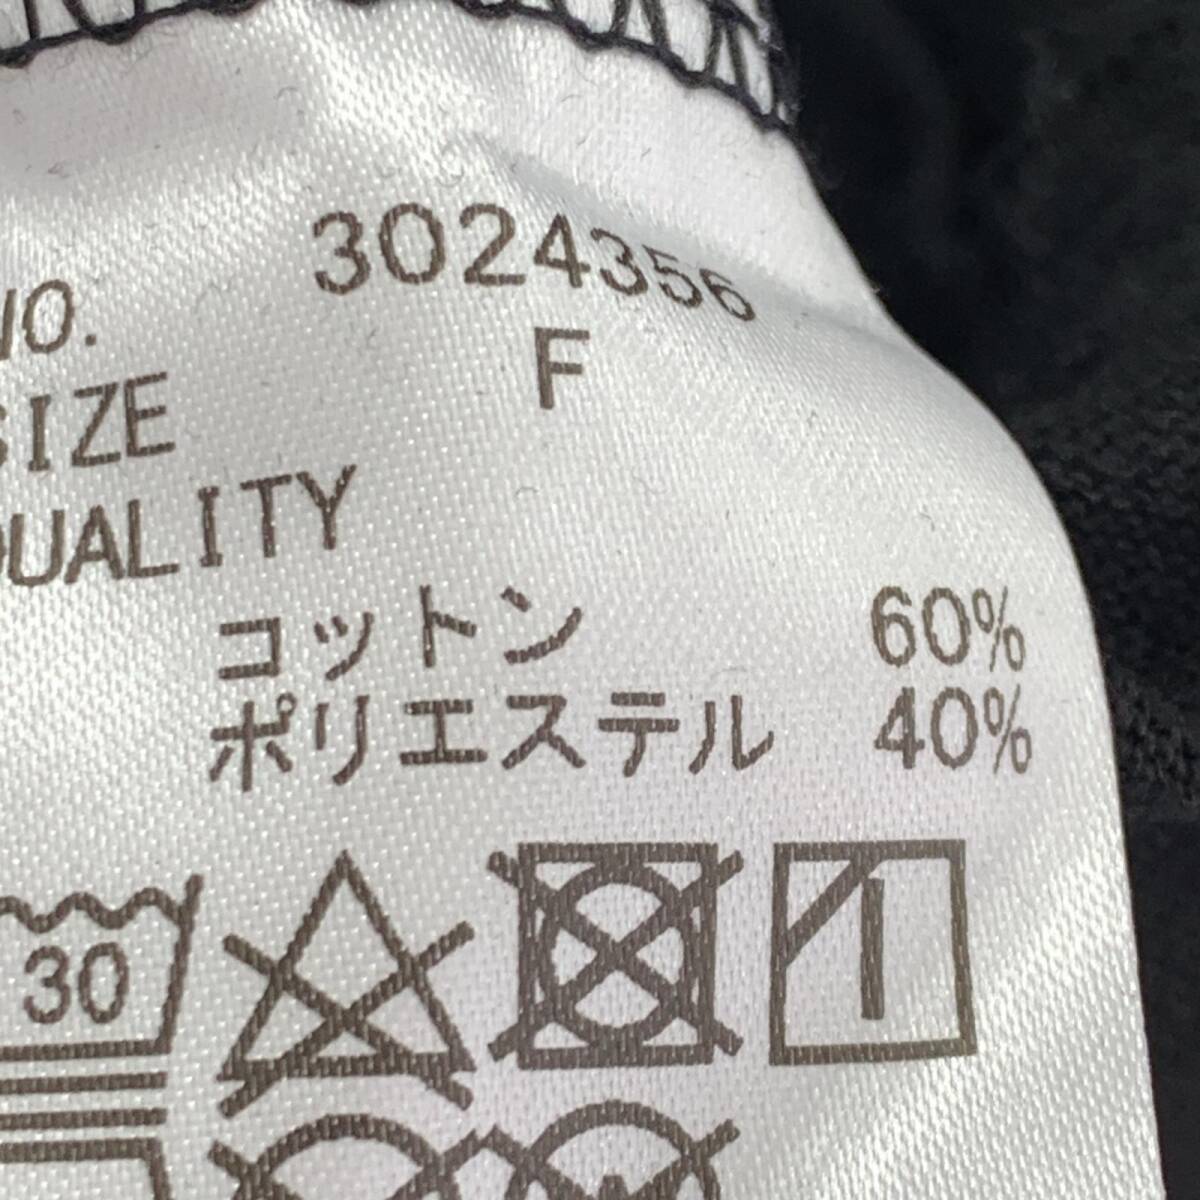 NO. 3024356
SIZE F
QUALITY
コットン 60%
ポリエステル 40%
30